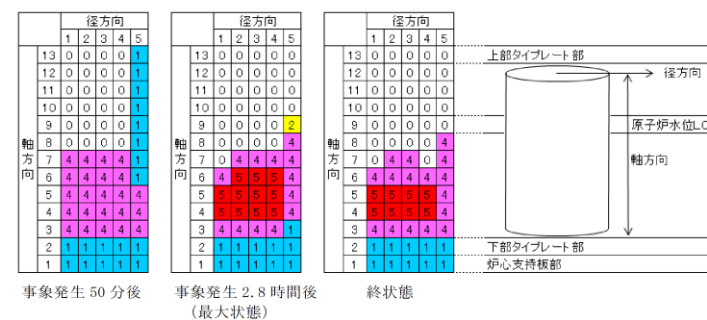 径方向
1 2 3 4 5
軸方向
13 0 0 0 0 1
12 0 0 0 0 1
11 0 0 0 0 1
10 0 0 0 0 1
9 0 0 0 0 1
8 0 0 0 0 1
7 4 4 4 4 1
6 4 4 4 4 1
5 4 4 4 4 4
4 4 4 4 4 4
3 4 4 4 4 4
2 1 1 1 1 1
1 1 1 1 1 1
事象発生 50 分後
径方向
1 2 3 4 5
軸方向
13 0 0 0 0 0
12 0 0 0 0 0
11 0 0 0 0 0
10 0 0 0 0 0
9 0 0 0 0 2
8 0 0 0 0 4
7 0 4 4 4 4
6 4 5 5 5 4
5 5 5 5 5 4
4 5 5 5 5 4
3 4 4 4 4 1
2 1 1 1 1 1
1 1 1 1 1 1
事象発生 2.8 時間後
(最大状態)
径方向
1 2 3 4 5
軸方向
13 0 0 0 0 0
12 0 0 0 0 0
11 0 0 0 0 0
10 0 0 0 0 0
9 0 0 0 0 0
8 0 0 0 0 4
7 0 4 4 0 4
6 4 4 4 4 4
5 5 5 5 5 4
4 5 5 5 5 4
3 4 4 4 4 4
2 1 1 1 1 1
1 1 1 1 1 1
終状態
上部タイプレート部
径方向
原子炉水位LO
軸方向
下部タイプレート部
炉心支持板部